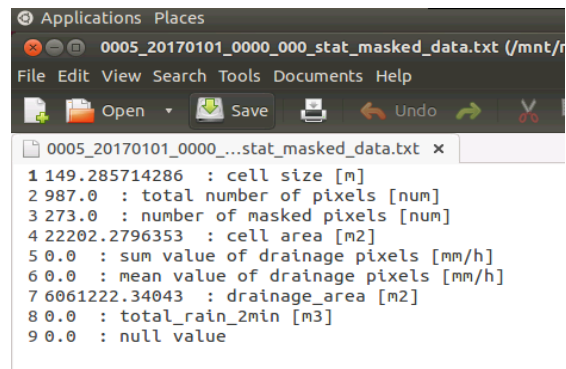 Applications Places
0005_20170101_0000_000_stat_masked_data.txt (/mnt/
File Edit View Search Tools Documents Help
Open Save Undo
0005_20170101_0000_...stat_masked_data.txt ×
1 149.285714286 : cell size [m]
2 987.0 : total number of pixels [num]
3 273.0 : number of masked pixels [num]
4 22202.2796353 : cell area [m2]
5 0.0 : sum value of drainage pixels [mm/h]
6 0.0 : mean value of drainage pixels [mm/h]
7 6061222.34043 : drainage_area [m2]
8 0.0 : total_rain_2min [m3]
9 0.0 : null value